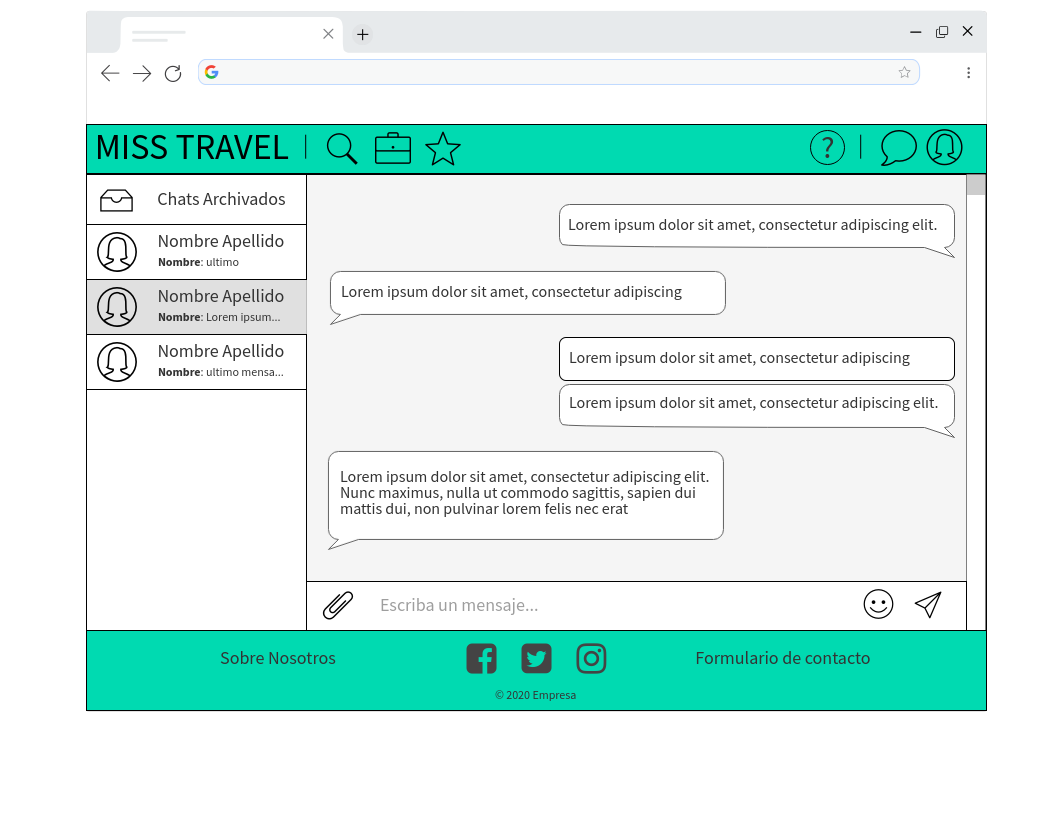 MISS TRAVEL
?
Chats Archivados
Nombre Apellido
Nombre: ultimo
Nombre Apellido
Nombre: Lorem ipsum...
Nombre Apellido
Nombre: ultimo mensa...
Lorem ipsum dolor sit amet, consectetur adipiscing elit.
Lorem ipsum dolor sit amet, consectetur adipiscing
Lorem ipsum dolor sit amet, consectetur adipiscing
Lorem ipsum dolor sit amet, consectetur adipiscing elit.
Lorem ipsum dolor sit amet, consectetur adipiscing elit.
Nunc maximus, nulla ut commodo sagittis, sapien dui
mattis dui, non pulvinar lorem felis nec erat
Escriba un mensaje...
Sobre Nosotros
Formulario de contacto
© 2020 Empresa